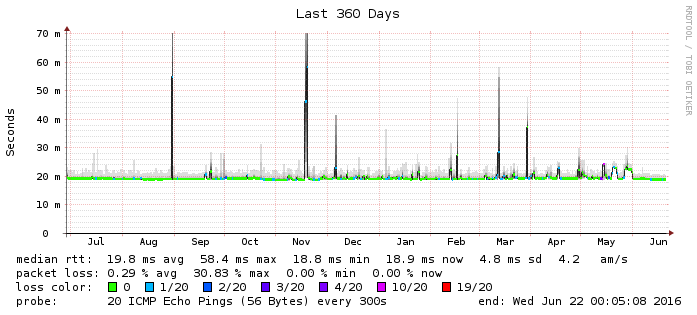 Last 360 Days
RRDTOOL / TOBI OETIKER
Seconds
70 m
60 m
50 m
40 m
30 m
20 m
10 m
0
Jul Aug Sep Oct Nov Dec Jan Feb Mar Apr May Jun
median rtt: 19.8 ms avg 58.4 ms max 18.8 ms min 18.9 ms now 4.8 ms sd 4.2 am/s
packet loss: 0.29 % avg 30.83 % max 0.00 % min 0.00 % now
loss color: 0 1/20 2/20 3/20 4/20 10/20 19/20
probe: 20 ICMP Echo Pings (56 Bytes) every 300s end: Wed Jun 22 00:05:08 2016